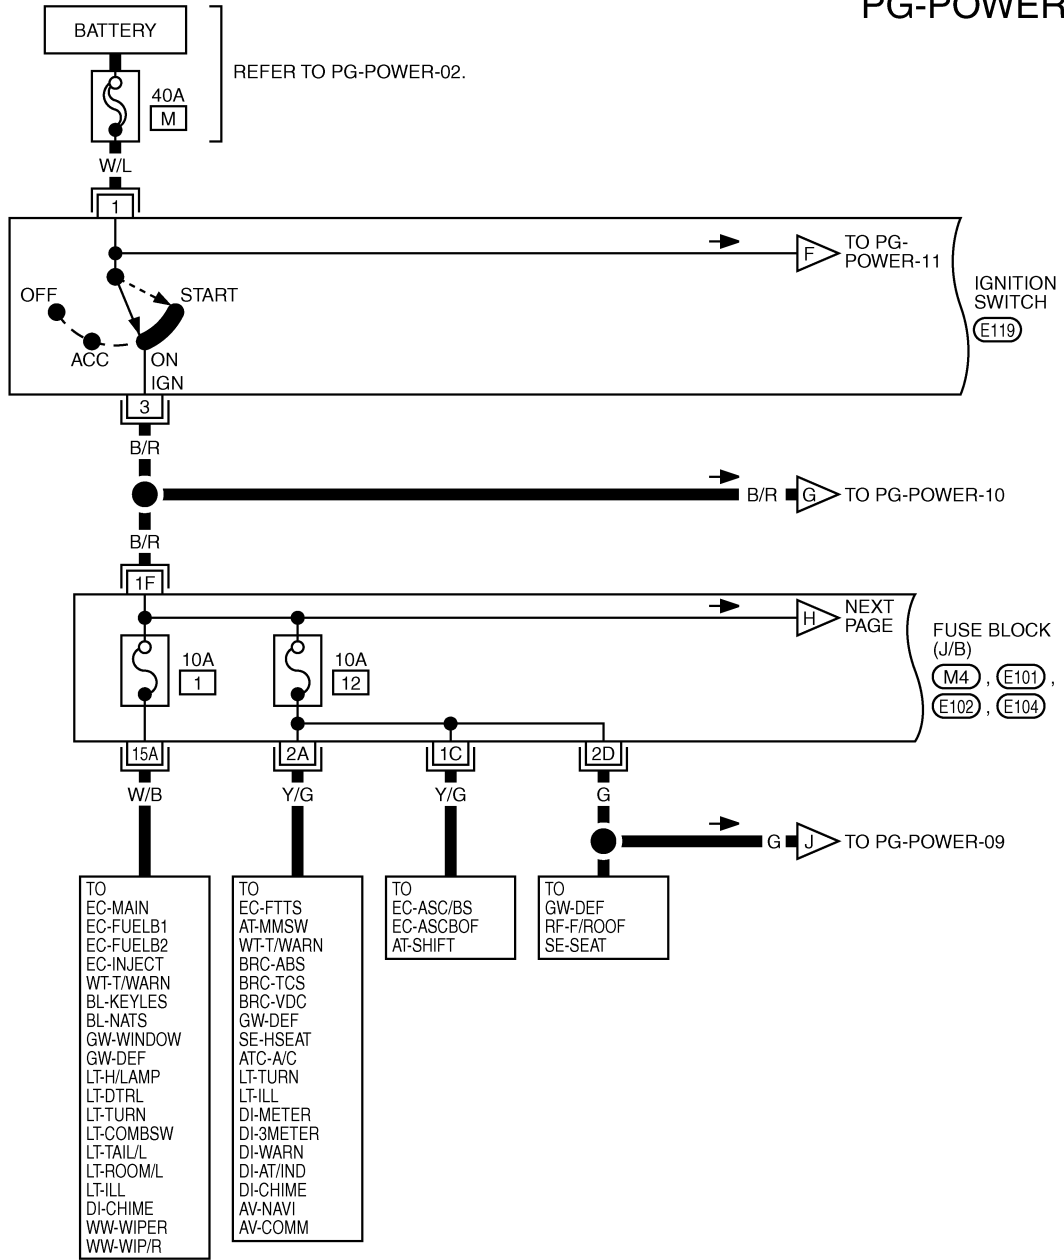 PG-POWER
BATTERY
REFER TO PG-POWER-02.
40A
M
W/L
1
F
TO PG-
POWER-11
IGNITION
SWITCH
E119
OFF
START
ACC
ON
IGN
3
B/R
B/R
G
TO PG-POWER-10
B/R
1F
H
NEXT
PAGE
FUSE BLOCK
(J/B)
M4 , E101 ,
E102 , E104
10A
1
10A
12
15A
2A
1C
2D
W/B
Y/G
Y/G
G
G
J
TO PG-POWER-09
TO
EC-MAIN
EC-FUELB1
EC-FUELB2
EC-INJECT
WT-T/WARN
BL-KEYLES
BL-NATS
GW-WINDOW
GW-DEF
LT-H/LAMP
LT-DTRL
LT-TURN
LT-COMBSW
LT-TAIL/L
LT-ROOM/L
LT-ILL
DI-CHIME
WW-WIPER
WW-WIP/R
TO
EC-FTTS
AT-MMSW
WT-T/WARN
BRC-ABS
BRC-TCS
BRC-VDC
GW-DEF
SE-HSEAT
ATC-A/C
LT-TURN
LT-ILL
DI-METER
DI-3METER
DI-WARN
DI-AT/IND
DI-CHIME
AV-NAVI
AV-COMM
TO
EC-ASC/BS
EC-ASCBOF
AT-SHIFT
TO
GW-DEF
RF-F/ROOF
SE-SEAT